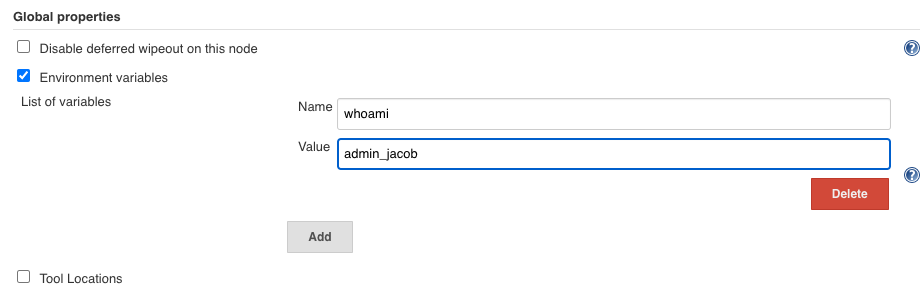 Global properties
Disable deferred wipeout on this node
Environment variables
List of variables
Name whoami
Value admin_jacob
Delete
Add
Tool Locations